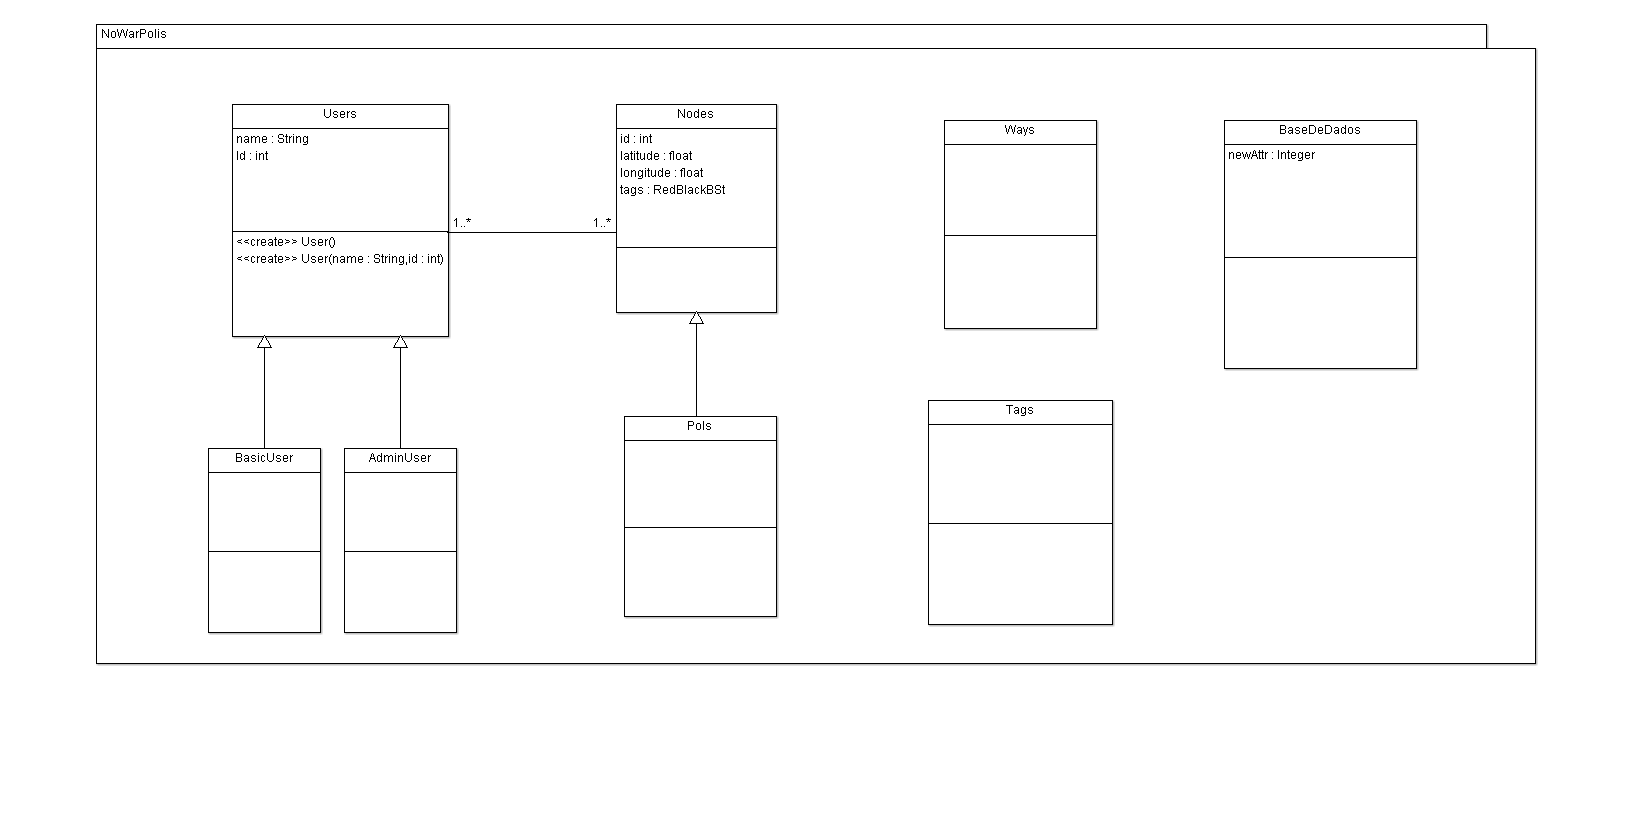 NoWarPolis
Users
name : String
Id : int
<<create>> User()
<<create>> User(name : String,id : int)
1..*
1..*
Nodes
id : int
latitude : float
longitude : float
tags : RedBlackBSt
Ways
BaseDeDados
newAttr : Integer
BasicUser
AdminUser
PoIs
Tags